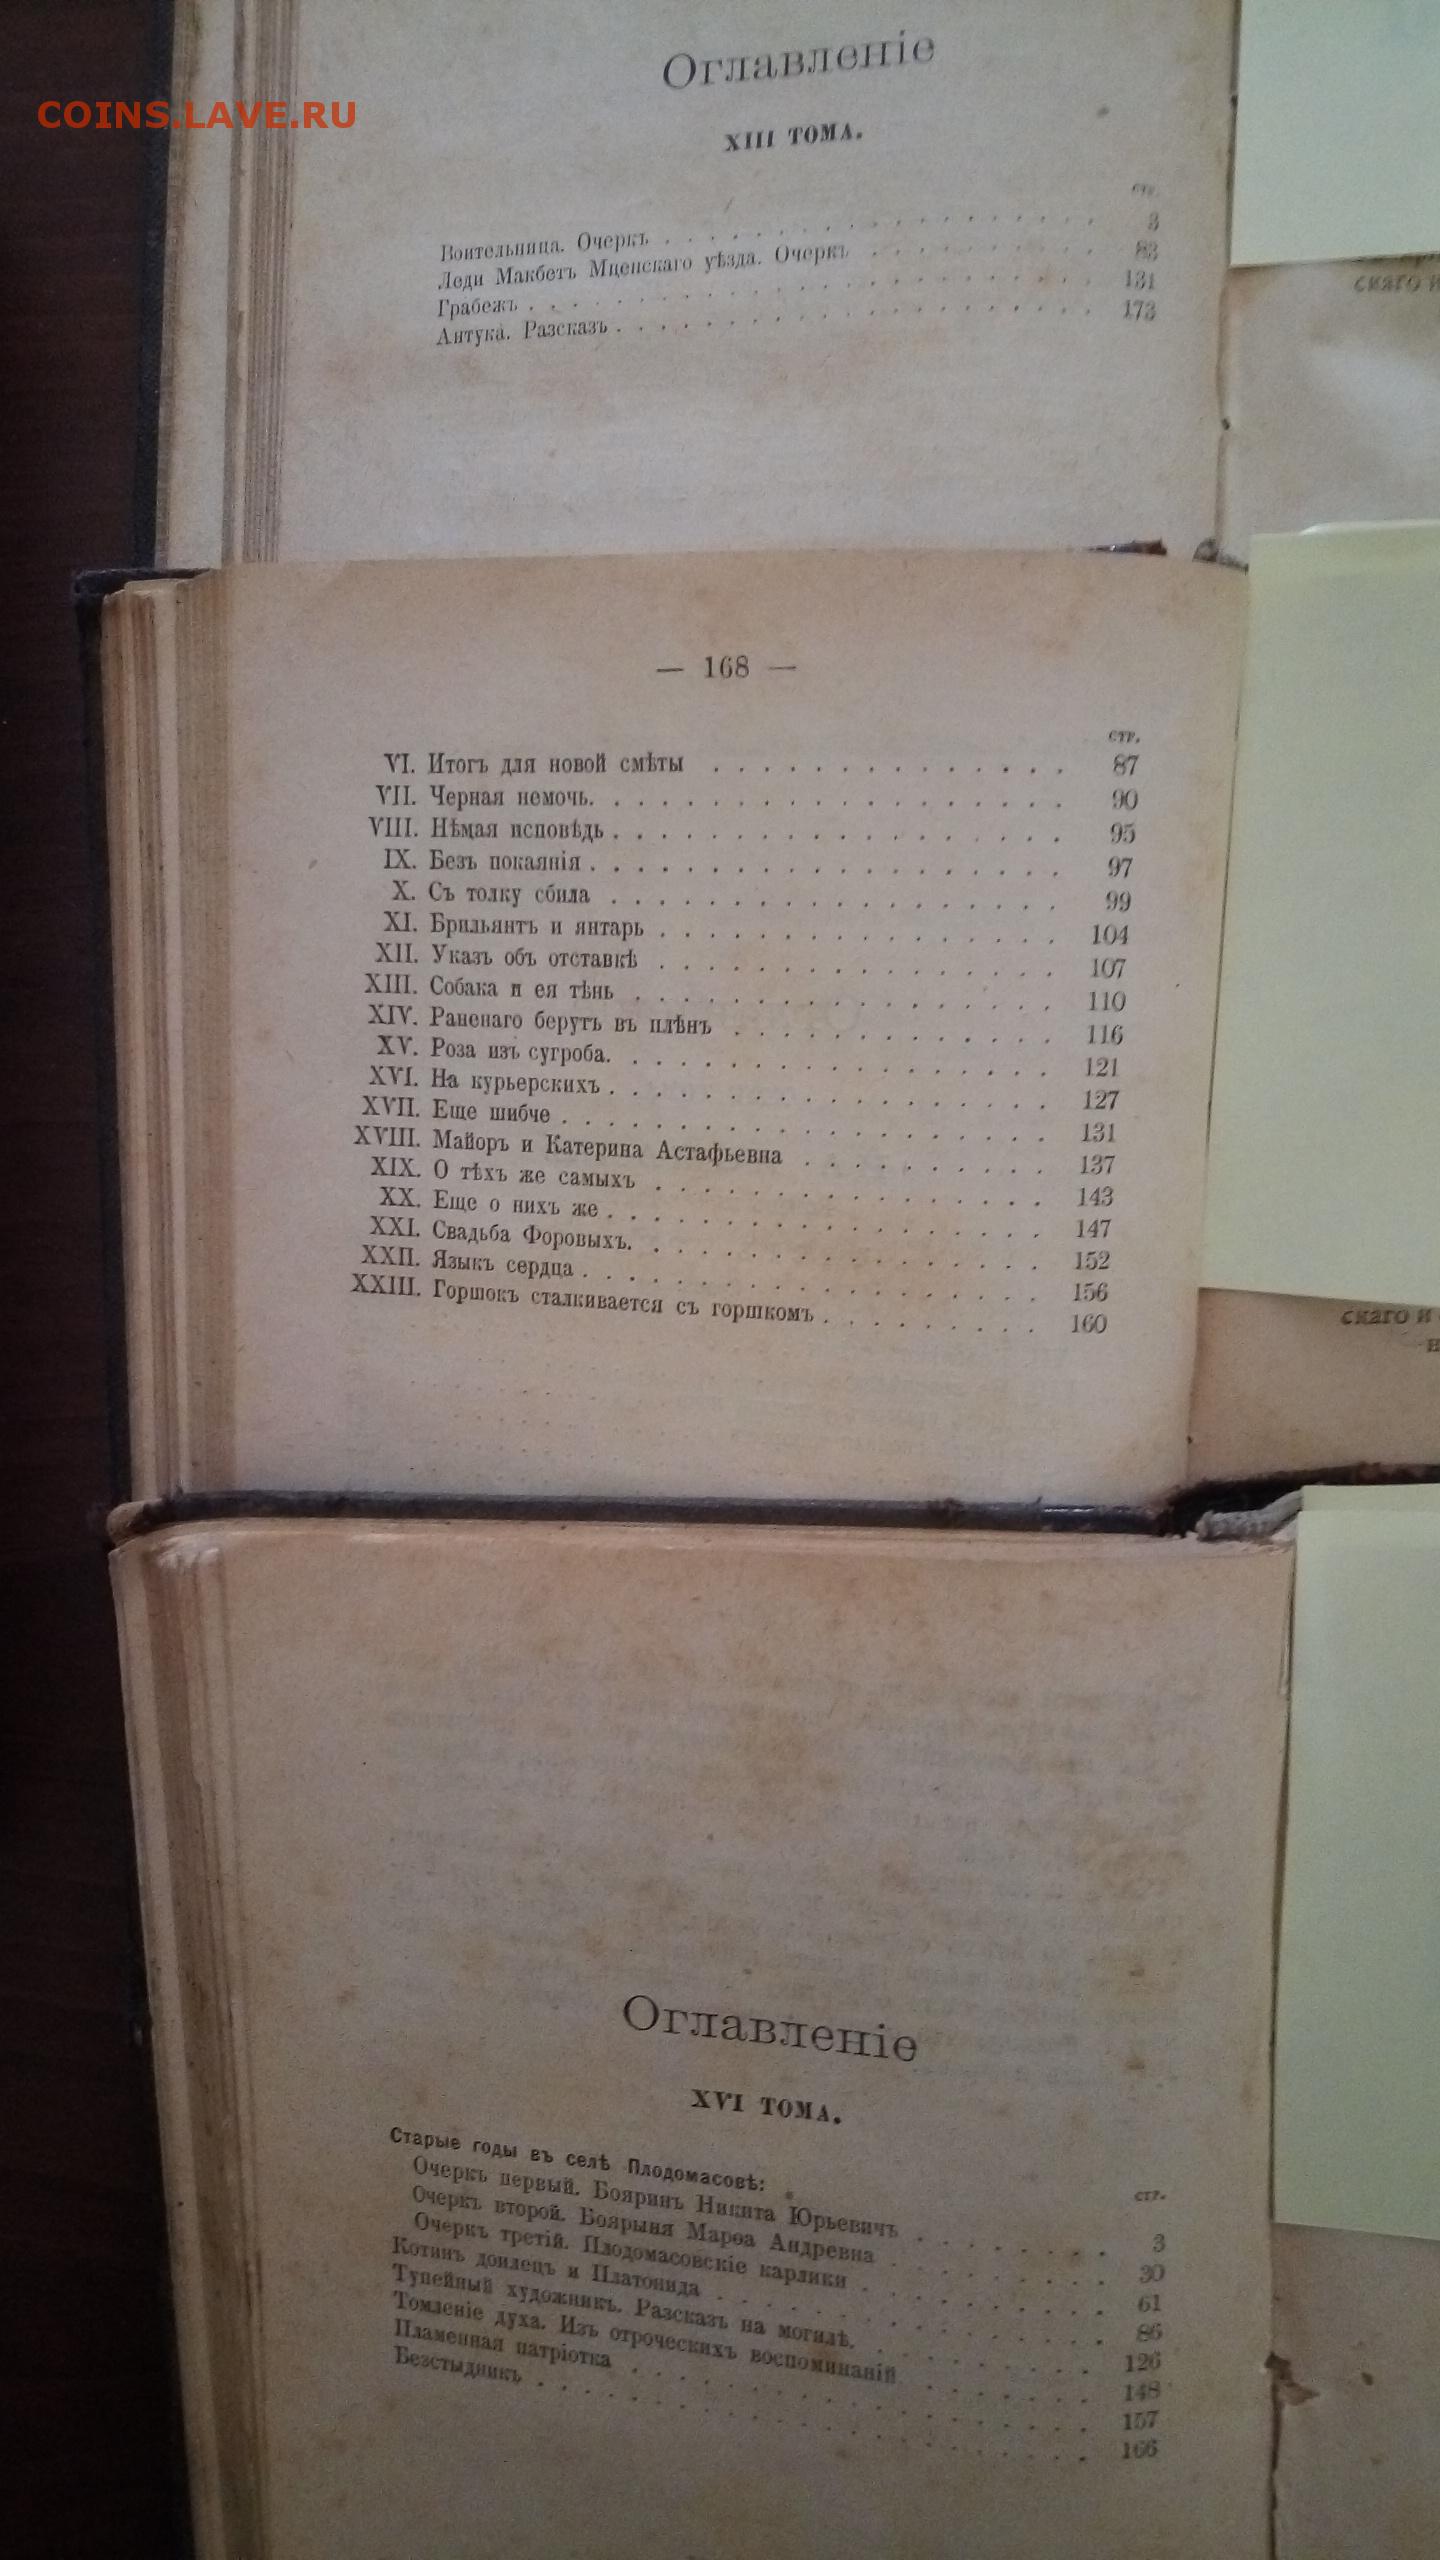 COINS.LAVE.RU
Оглавленіе
XIII ТОМА.
стр.
Воительница. Очеркъ . . . . . . . . . . . . . . . 3
Леди Макбетъ Мценскаго уѣзда. Очеркъ . . . . . . . . 83
Грабежъ . . . . . . . . . . . . . . . . . . . 131
Антука. Разсказъ . . . . . . . . . . . . . . . . 173
скаго и
— 168 —
стр.
VI. Итогъ для новой смѣты . . . . . . . . . . . . . 87
VII. Черная немочь. . . . . . . . . . . . . . . . . 90
VIII. Нѣмая исповѣдь . . . . . . . . . . . . . . . . 95
IX. Безъ покаянія . . . . . . . . . . . . . . . . . 97
X. Съ толку сбила . . . . . . . . . . . . . . . . 99
XI. Брильянтъ и янтарь . . . . . . . . . . . . . . 104
XII. Указъ объ отставкѣ . . . . . . . . . . . . . . 107
XIII. Собака и ея тѣнь . . . . . . . . . . . . . . . 110
XIV. Раненаго берутъ въ плѣнъ . . . . . . . . . . . 116
XV. Роза изъ сугроба. . . . . . . . . . . . . . . . 121
XVI. На курьерскихъ . . . . . . . . . . . . . . . . 127
XVII. Еще шибче . . . . . . . . . . . . . . . . . . 131
XVIII. Майоръ и Катерина Астафьевна . . . . . . . . . 137
XIX. О тѣхъ же самыхъ . . . . . . . . . . . . . . 143
XX. Еще о нихъ же . . . . . . . . . . . . . . . . 147
XXI. Свадьба Форовыхъ. . . . . . . . . . . . . . . 152
XXII. Языкъ сердца . . . . . . . . . . . . . . . . 156
XXIII. Горшокъ сталкивается съ горшкомъ . . . . . . . . 160
скаго и
Оглавленіе
XVI ТОМА.
стр.
Старые годы въ селѣ Плодомасовѣ:
Очеркъ первый. Бояринъ Никита Юрьевичъ . . . . . . . 3
Очеркъ второй. Боярыня Марѳа Андревна . . . . . . . . 30
Очеркъ третій. Плодомасовскіе карлики . . . . . . . . . 61
Котинъ доилецъ и Платонида . . . . . . . . . . . . 86
Тупейный художникъ. Разсказъ на могилѣ. . . . . . . . . 126
Томленіе духа. Изъ отроческихъ воспоминаній . . . . . . . 148
Пламенная патріотка . . . . . . . . . . . . . . . 157
Безстыдникъ . . . . . . . . . . . . . . . . . . 166